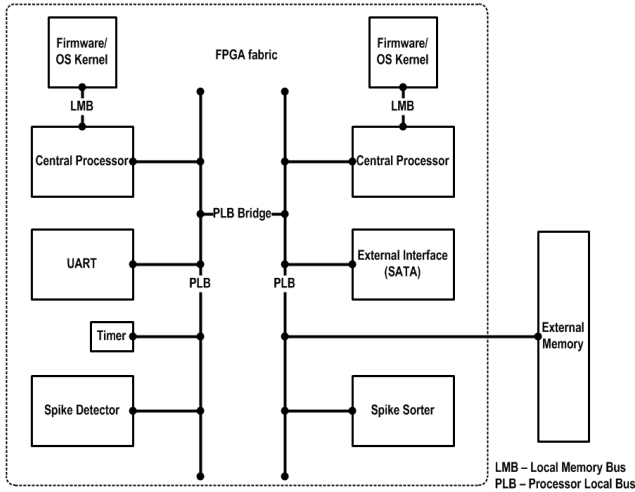 Firmware/
OS Kernel
FPGA fabric
Firmware/
OS Kernel
LMB
LMB
Central Processor
Central Processor
PLB Bridge
UART
External Interface
(SATA)
PLB
PLB
Timer
External
Memory
Spike Detector
Spike Sorter
LMB – Local Memory Bus
PLB – Processor Local Bus